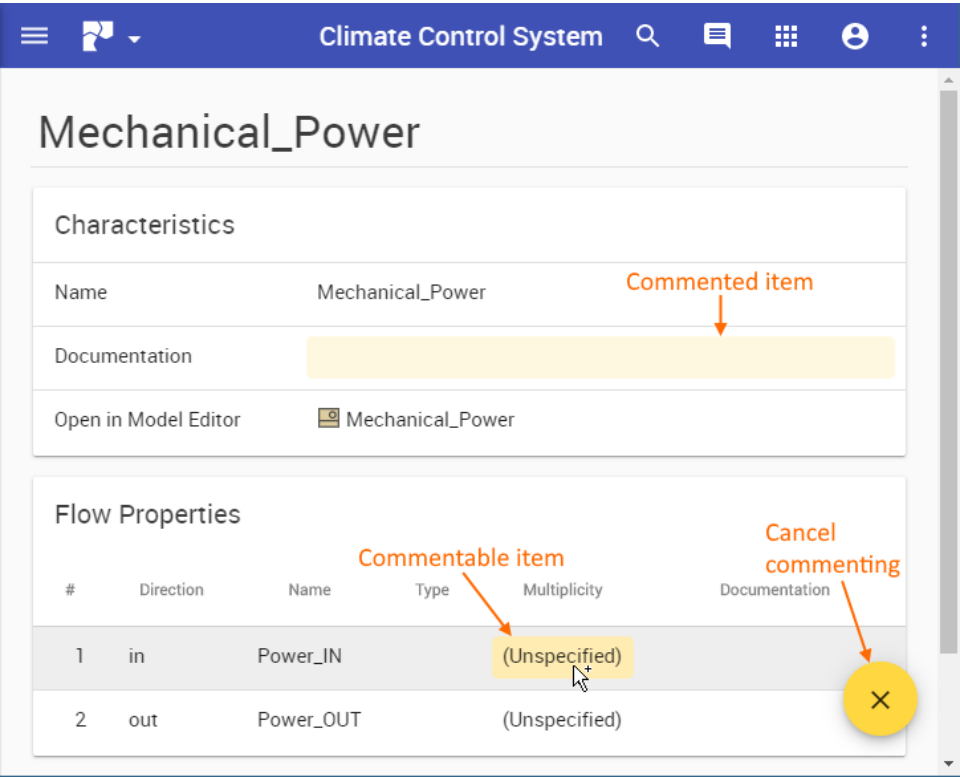 Climate Control System
Mechanical_Power
Characteristics
Name Mechanical_Power
Commented item
Documentation
Open in Model Editor Mechanical_Power
Flow Properties
Commentable item
Cancel
commenting
# Direction Name Type Multiplicity Documentation
1 in Power_IN (Unspecified)
2 out Power_OUT (Unspecified)